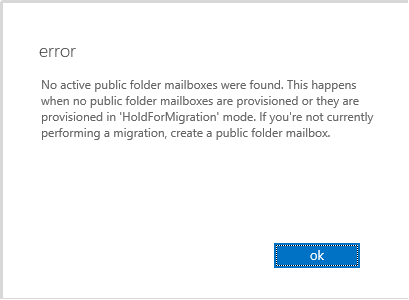 error
No active public folder mailboxes were found. This happens
when no public folder mailboxes are provisioned or they are
provisioned in 'HoldForMigration' mode. If you're not currently
performing a migration, create a public folder mailbox.
ok